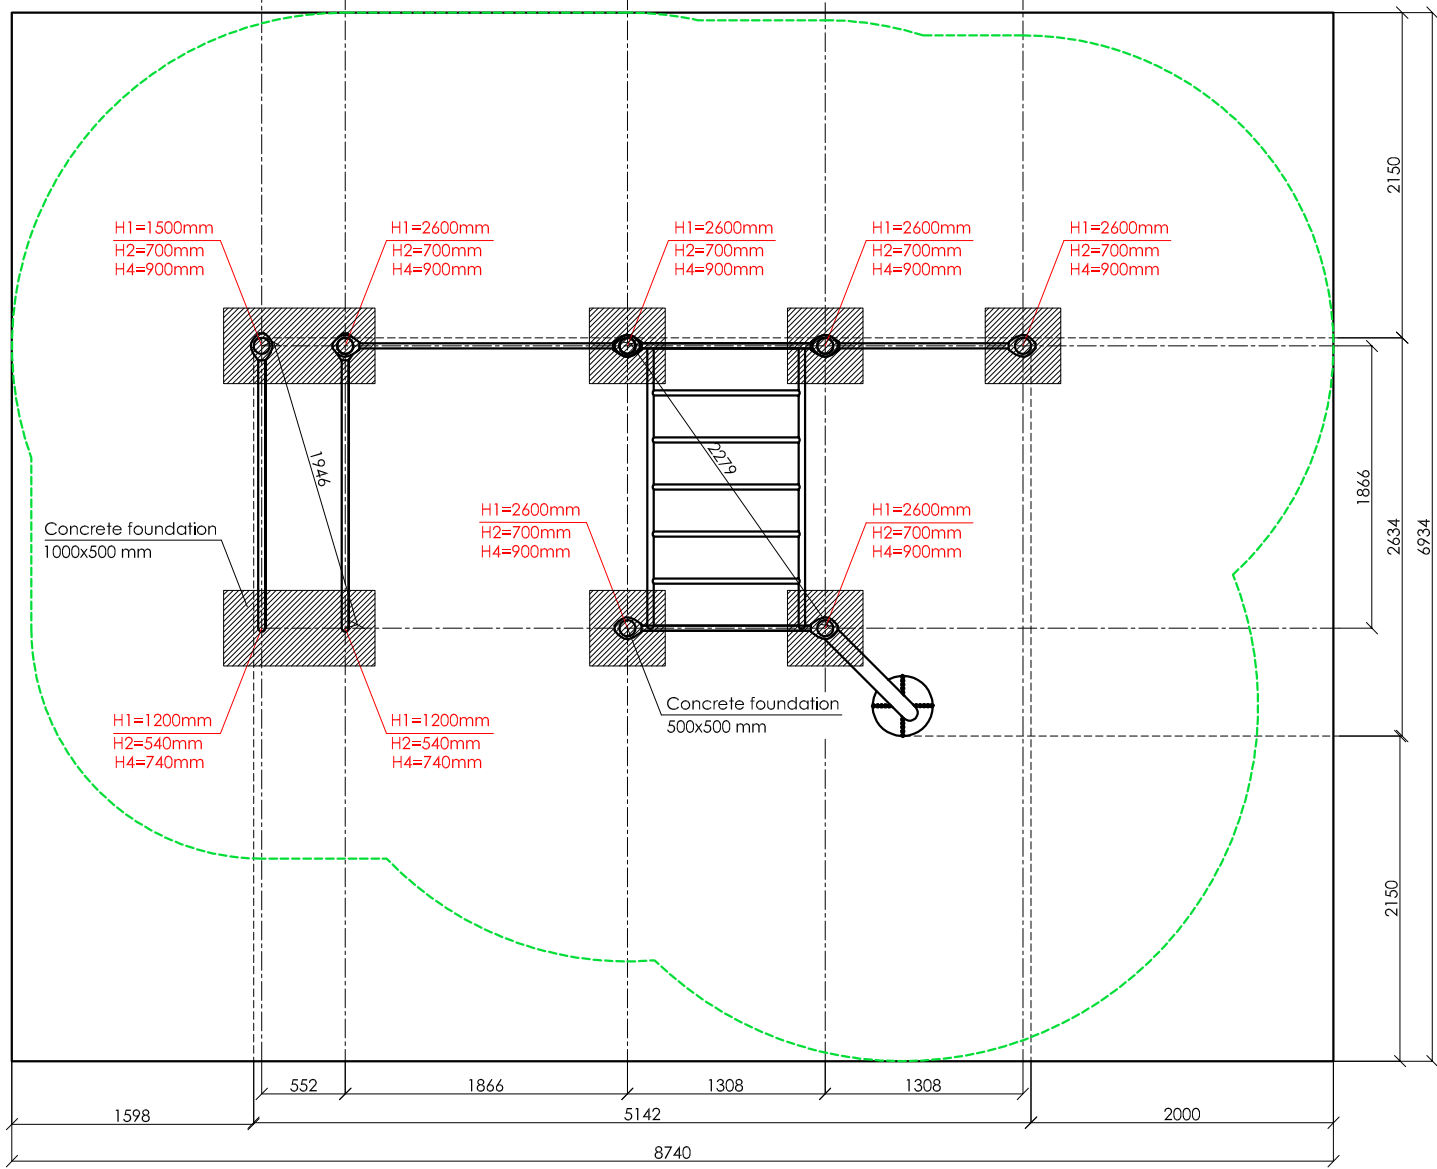 2150
H1=1500mm
H2=700mm
H4=900mm
H1=2600mm
H2=700mm
H4=900mm
H1=2600mm
H2=700mm
H4=900mm
H1=2600mm
H2=700mm
H4=900mm
H1=2600mm
H2=700mm
H4=900mm
1946
2279
1866
2634
6934
H1=2600mm
H2=700mm
H4=900mm
H1=2600mm
H2=700mm
H4=900mm
Concrete foundation
1000x500 mm
Concrete foundation
500x500 mm
H1=1200mm
H2=540mm
H4=740mm
H1=1200mm
H2=540mm
H4=740mm
2150
552
1866
1308
1308
1598
5142
2000
8740